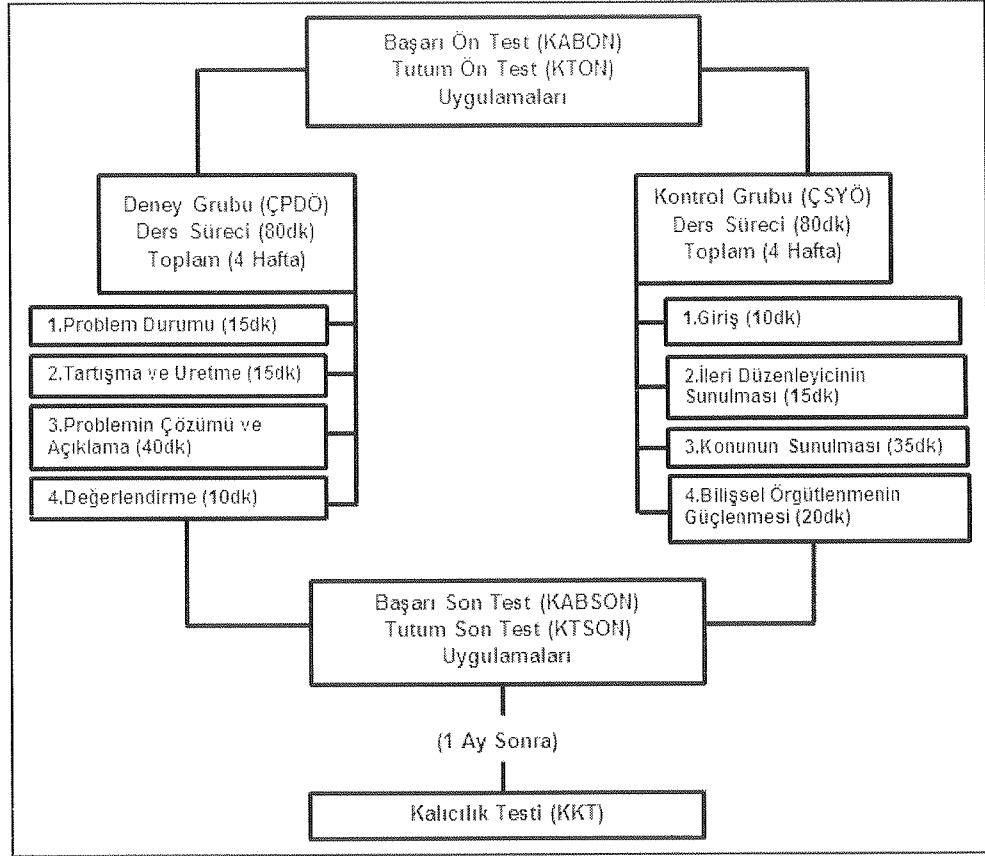 Başarı Ön Test (KABON)
Tutum Ön Test (KTON)
Uygulamaları
Deney Grubu (ÇPDÖ)
Ders Süreci (80dk)
Toplam (4 Hafta)
1.Problem Durumu (15dk)
2.Tartışma ve Uretme (15dk)
3.Problemin Çözümü ve
Açıklama (40dk)
4.Değerlendirme (10dk)
Kontrol Grubu (ÇSYÖ)
Ders Süreci (80dk)
Toplam (4 Hafta)
1.Giriş (10dk)
2.İleri Düzenleyicinin
Sunulması (15dk)
3.Konunun Sunulması (35dk)
4.Bilişsel Örgütlenmenin
Güçlenmesi (20dk)
Başarı Son Test (KABSON)
Tutum Son Test (KTSON)
Uygulamaları
(1 Ay Sonra)
Kalıcılık Testi (KKT)